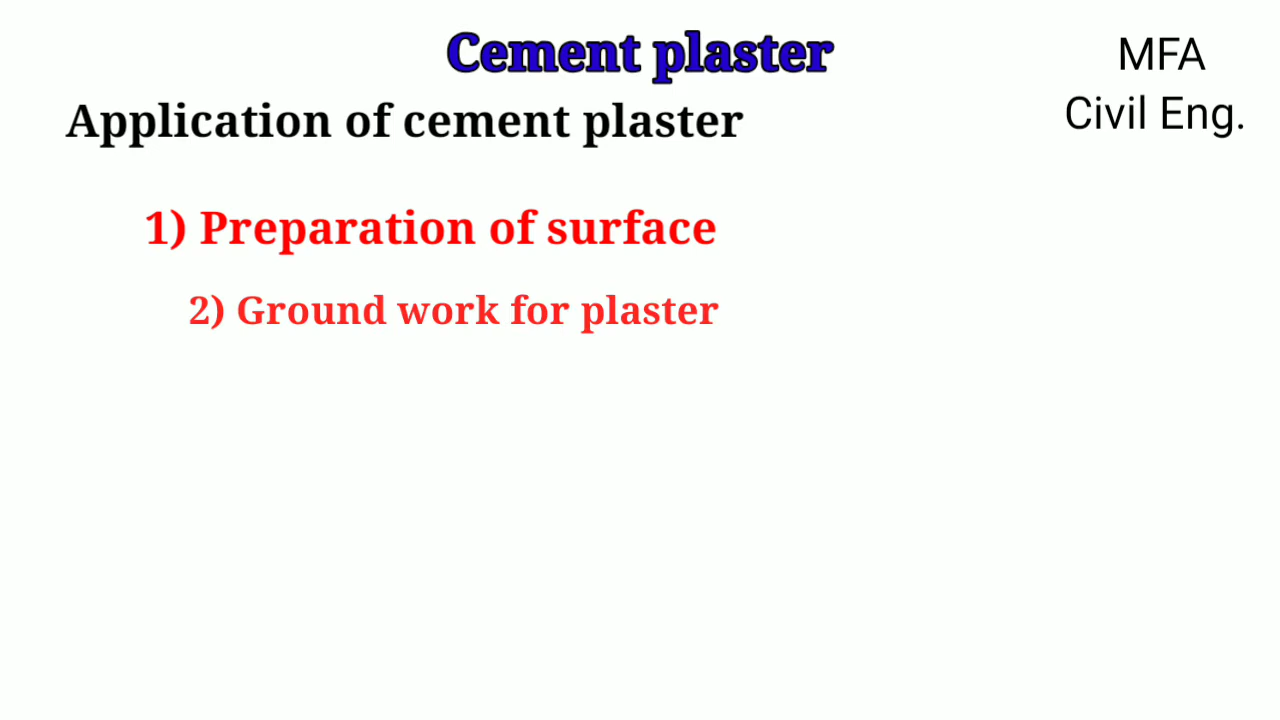 Cement plaster
MFA
Civil Eng.
Application of cement plaster
1) Preparation of surface
2) Ground work for plaster